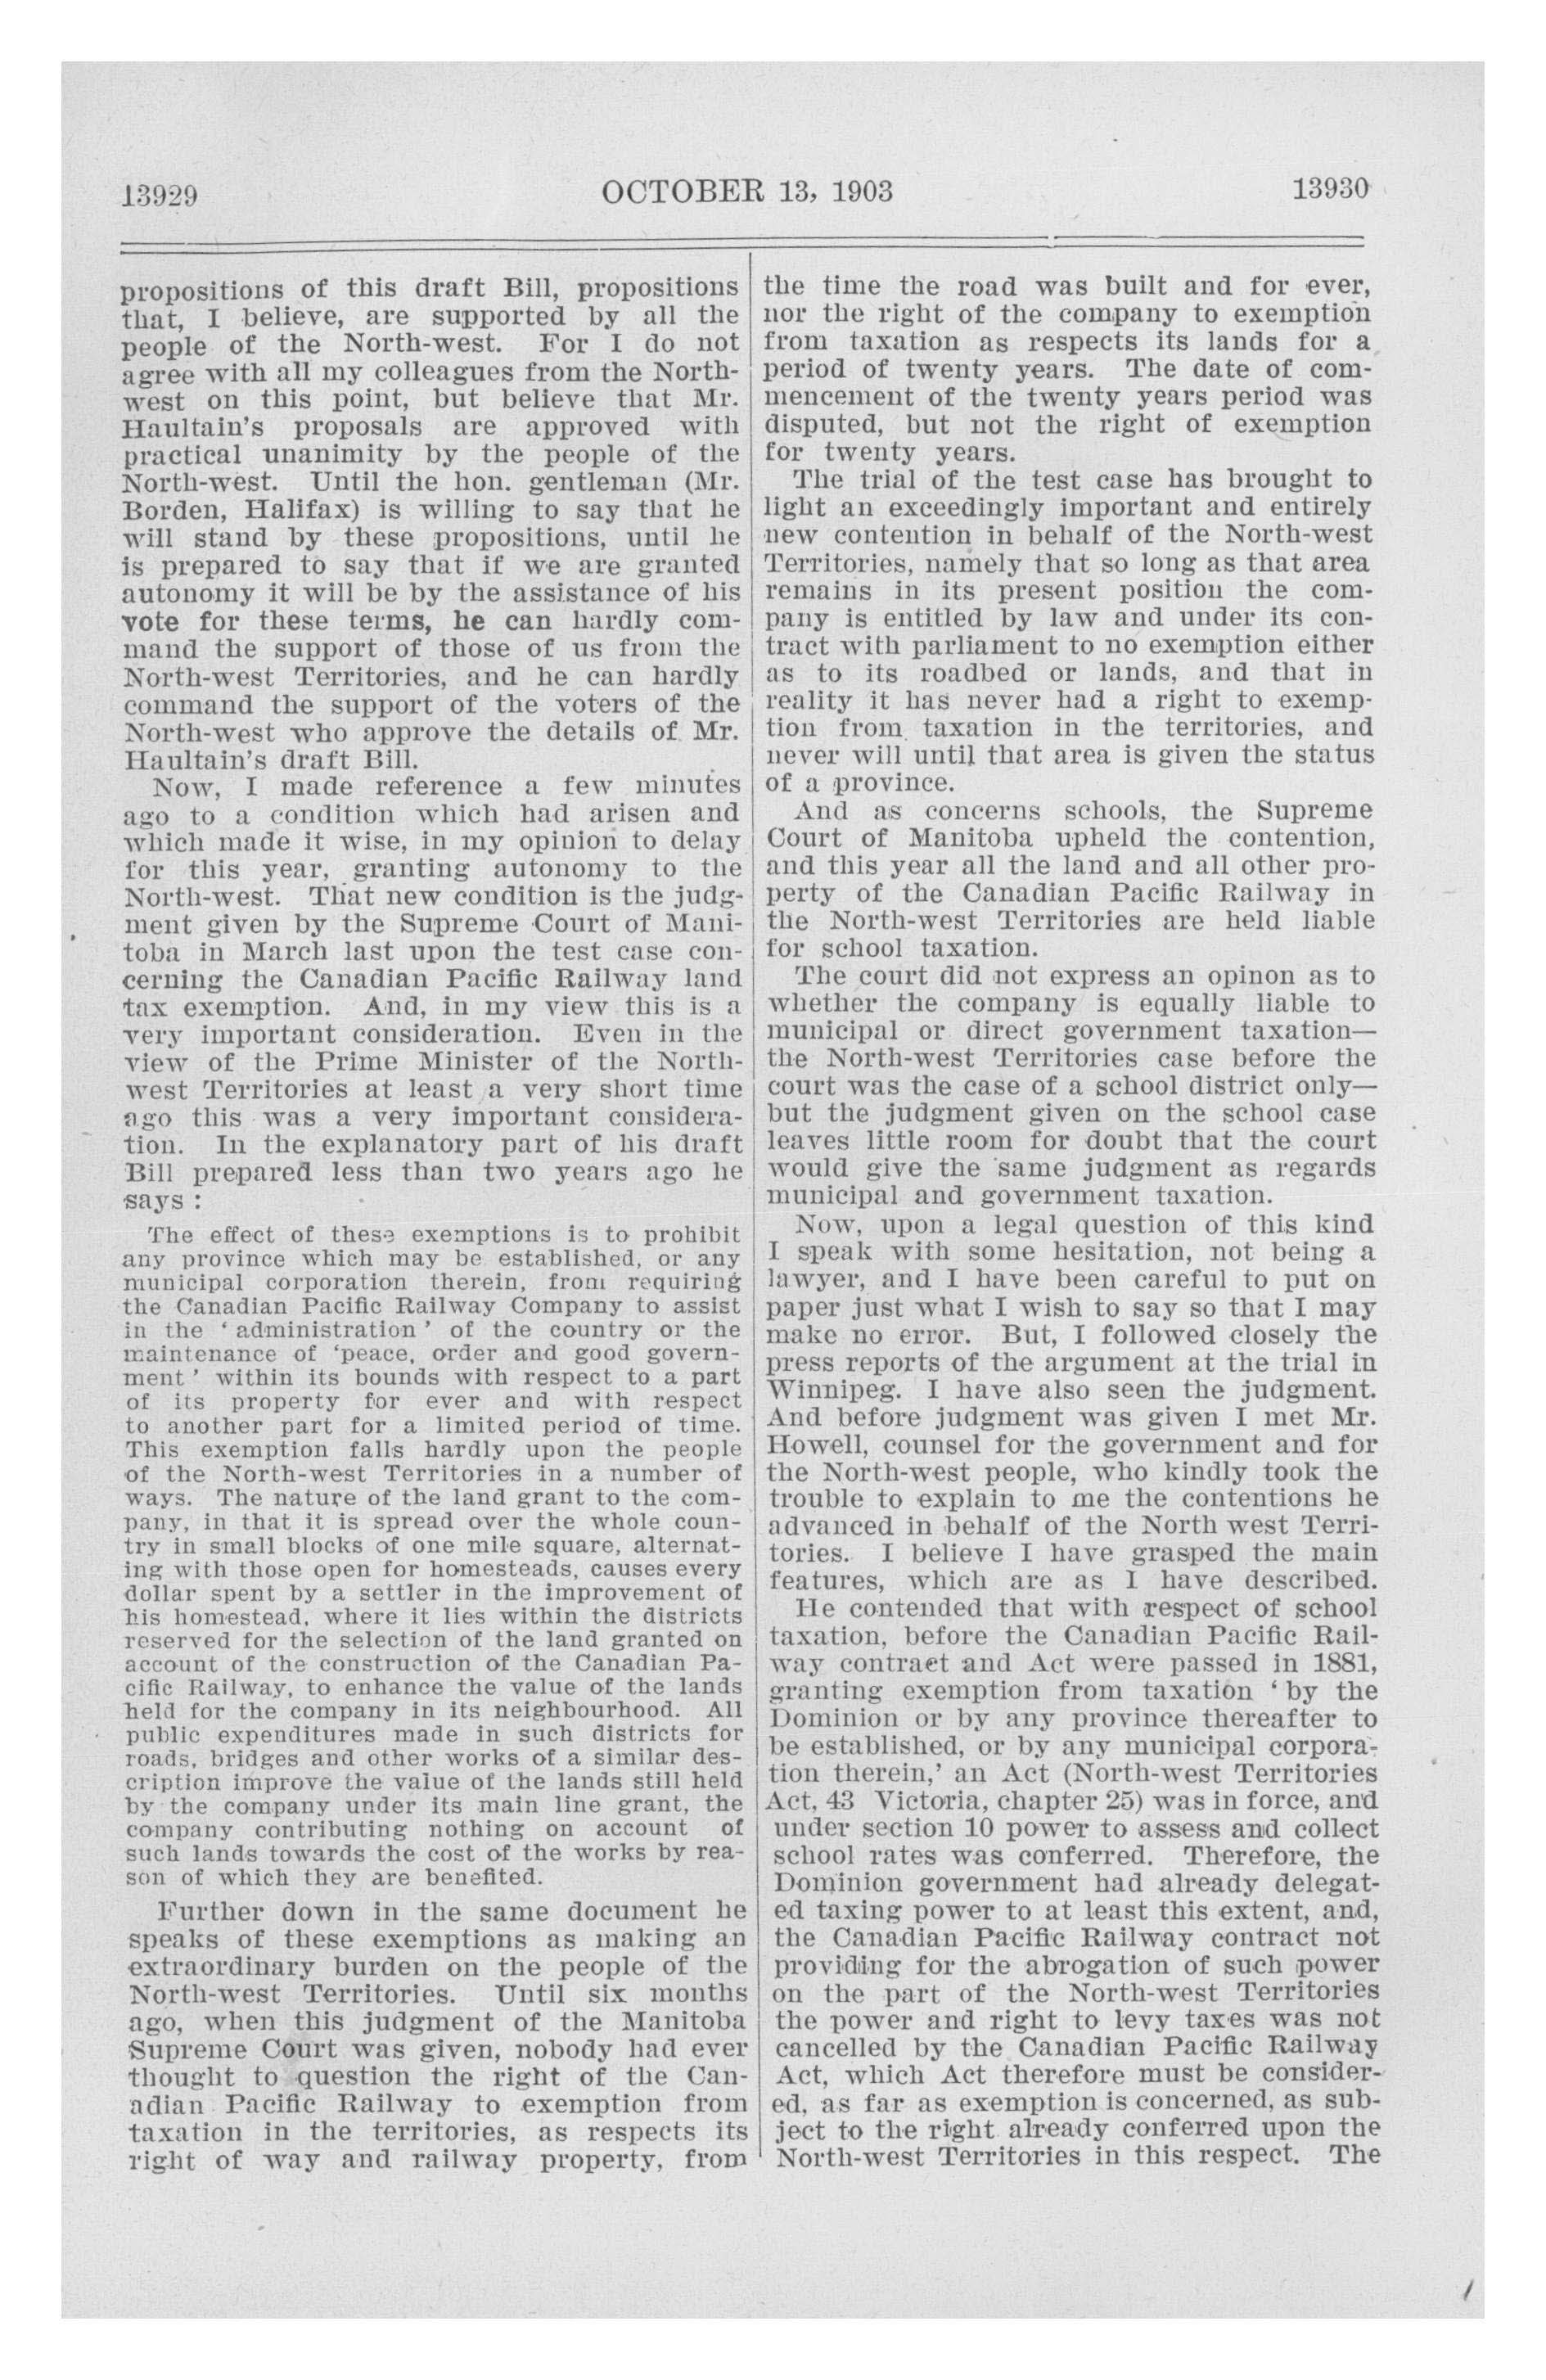 13929
OCTOBER 13, 1903
13930
propositions of this draft Bill, propositions
that, I believe, are supported by all the
people of the North-west. For I do not
agree with all my colleagues from the North-
west on this point, but believe that Mr.
Haultain's proposals are approved with
practical unanimity by the people of the
North-west. Until the hon. gentleman (Mr.
Borden, Halifax) is willing to say that he
will stand by these propositions, until he
is prepared to say that if we are granted
autonomy it will be by the assistance of his
vote for these terms, he can hardly com-
mand the support of those of us from the
North-west Territories, and he can hardly
command the support of the voters of the
North-west who approve the details of Mr.
Haultain's draft Bill.
Now, I made reference a few minutes
ago to a condition which had arisen and
which made it wise, in my opinion to delay
for this year, granting autonomy to the
North-west. That new condition is the judg-
ment given by the Supreme Court of Mani-
toba in March last upon the test case con-
cerning the Canadian Pacific Railway land
tax exemption. And, in my view this is a
very important consideration. Even in the
view of the Prime Minister of the North-
west Territories at least a very short time
ago this was a very important considera-
tion. In the explanatory part of his draft
Bill prepared less than two years ago he
says :
The effect of these exemptions is to prohibit
any province which may be established, or any
municipal corporation therein, from requiring
the Canadian Pacific Railway Company to assist
in the ' administration ' of the country or the
maintenance of 'peace, order and good govern-
ment ' within its bounds with respect to a part
of its property for ever and with respect
to another part for a limited period of time.
This exemption falls hardly upon the people
of the North-west Territories in a number of
ways. The nature of the land grant to the com-
pany, in that it is spread over the whole coun-
try in small blocks of one mile square, alternat-
ing with those open for homesteads, causes every
dollar spent by a settler in the improvement of
his homestead, where it lies within the districts
reserved for the selection of the land granted on
account of the construction of the Canadian Pa-
cific Railway, to enhance the value of the lands
held for the company in its neighbourhood. All
public expenditures made in such districts for
roads, bridges and other works of a similar des-
cription improve the value of the lands still held
by the company under its main line grant, the
company contributing nothing on account of
such lands towards the cost of the works by rea-
son of which they are benefited.
Further down in the same document he
speaks of these exemptions as making an
extraordinary burden on the people of the
North-west Territories. Until six months
ago, when this judgment of the Manitoba
Supreme Court was given, nobody had ever
thought to question the right of the Can-
adian Pacific Railway to exemption from
taxation in the territories, as respects its
right of way and railway property, from
the time the road was built and for ever,
nor the right of the company to exemption
from taxation as respects its lands for a
period of twenty years. The date of com-
mencement of the twenty years period was
disputed, but not the right of exemption
for twenty years.
The trial of the test case has brought to
light an exceedingly important and entirely
new contention in behalf of the North-west
Territories, namely that so long as that area
remains in its present position the com-
pany is entitled by law and under its con-
tract with parliament to no exemption either
as to its roadbed or lands, and that in
reality it has never had a right to exemp-
tion from taxation in the territories, and
never will until that area is given the status
of a province.
And as concerns schools, the Supreme
Court of Manitoba upheld the contention,
and this year all the land and all other pro-
perty of the Canadian Pacific Railway in
the North-west Territories are held liable
for school taxation.
The court did not express an opinon as to
whether the company is equally liable to
municipal or direct government taxation—
the North-west Territories case before the
court was the case of a school district only—
but the judgment given on the school case
leaves little room for doubt that the court
would give the same judgment as regards
municipal and government taxation.
Now, upon a legal question of this kind
I speak with some hesitation, not being a
lawyer, and I have been careful to put on
paper just what I wish to say so that I may
make no error. But, I followed closely the
press reports of the argument at the trial in
Winnipeg. I have also seen the judgment.
And before judgment was given I met Mr.
Howell, counsel for the government and for
the North-west people, who kindly took the
trouble to explain to me the contentions he
advanced in behalf of the North west Terri-
tories. I believe I have grasped the main
features, which are as I have described.
He contended that with respect of school
taxation, before the Canadian Pacific Rail-
way contract and Act were passed in 1881,
granting exemption from taxation ' by the
Dominion or by any province thereafter to
be established, or by any municipal corpora-
tion therein,' an Act (North-west Territories
Act, 43 Victoria, chapter 25) was in force, and
under section 10 power to assess and collect
school rates was conferred. Therefore, the
Dominion government had already delegat-
ed taxing power to at least this extent, and,
the Canadian Pacific Railway contract not
providing for the abrogation of such power
on the part of the North-west Territories
the power and right to levy taxes was not
cancelled by the Canadian Pacific Railway
Act, which Act therefore must be consider-
ed, as far as exemption is concerned, as sub-
ject to the right already conferred upon the
North-west Territories in this respect. The